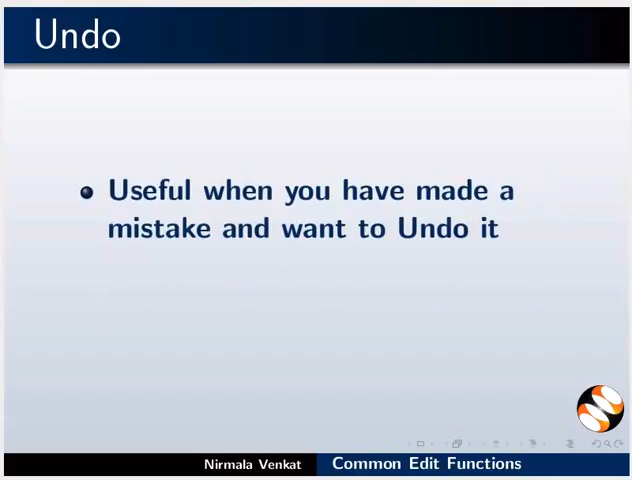 Undo
Useful when you have made a
mistake and want to Undo it
Nirmala Venkat
Common Edit Functions